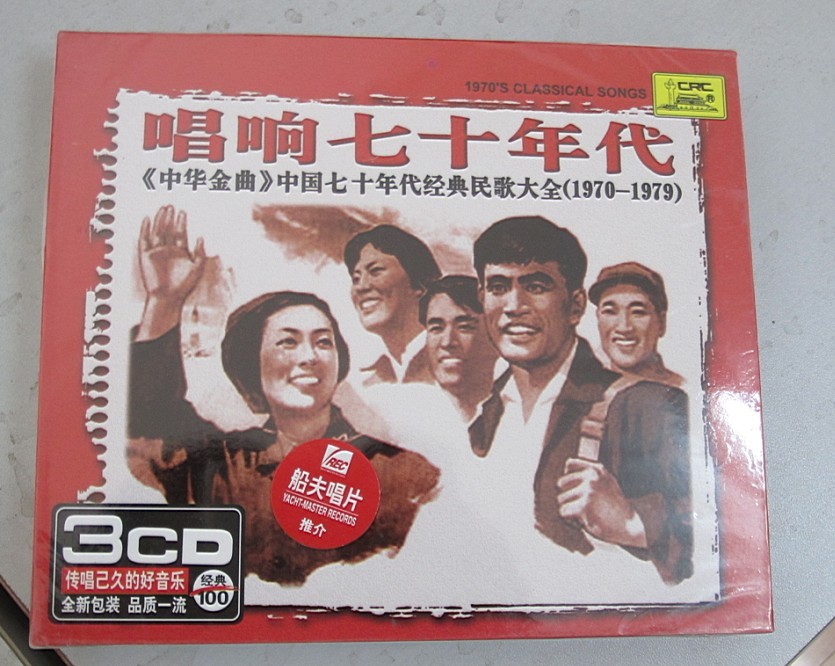 1970'S CLASSICAL SONGS
CRC
®
唱响七十年代
《中华金曲》中国七十年代经典民歌大全(1970-1979)
REC
船夫唱片
YACHT-MASTER RECORDS
推介
3CD
传唱己久的好音乐
全新包装 品质一流
经典
100